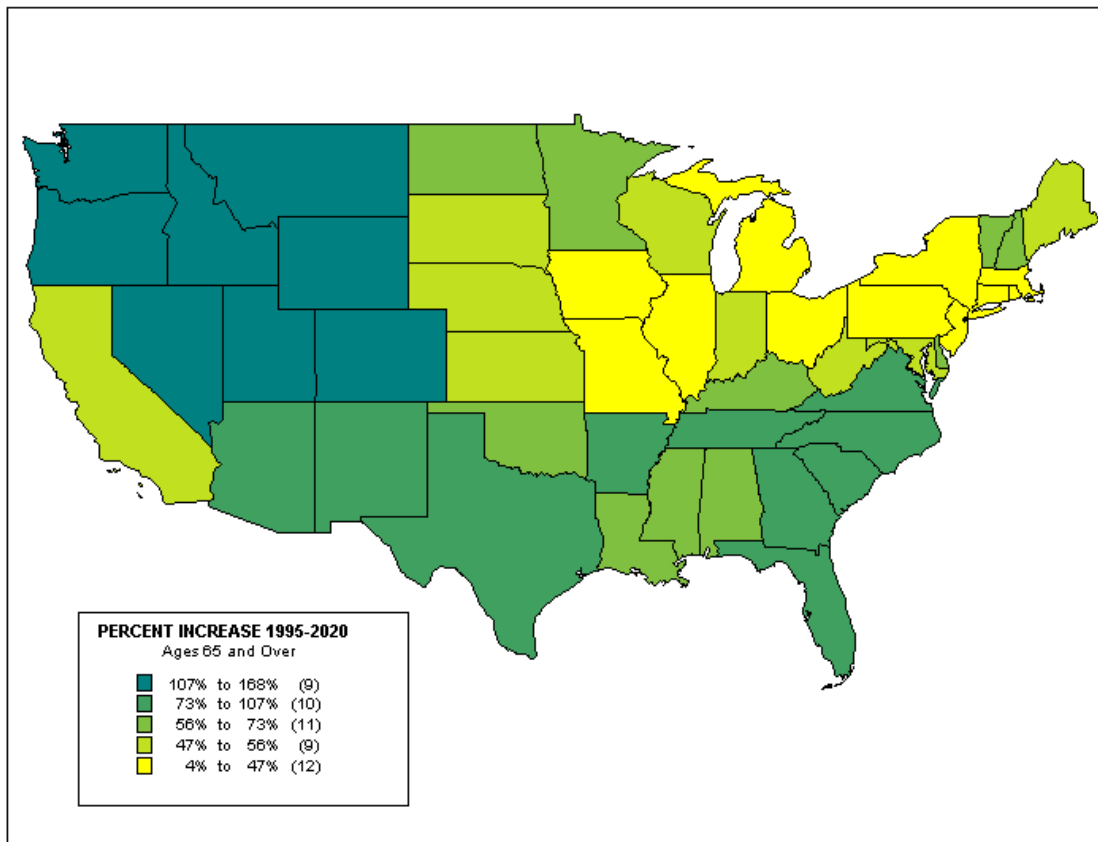 PERCENT INCREASE 1995-2020
Ages 65 and Over
107% to 168% (9)
73% to 107% (10)
56% to 73% (11)
47% to 56% (9)
4% to 47% (12)